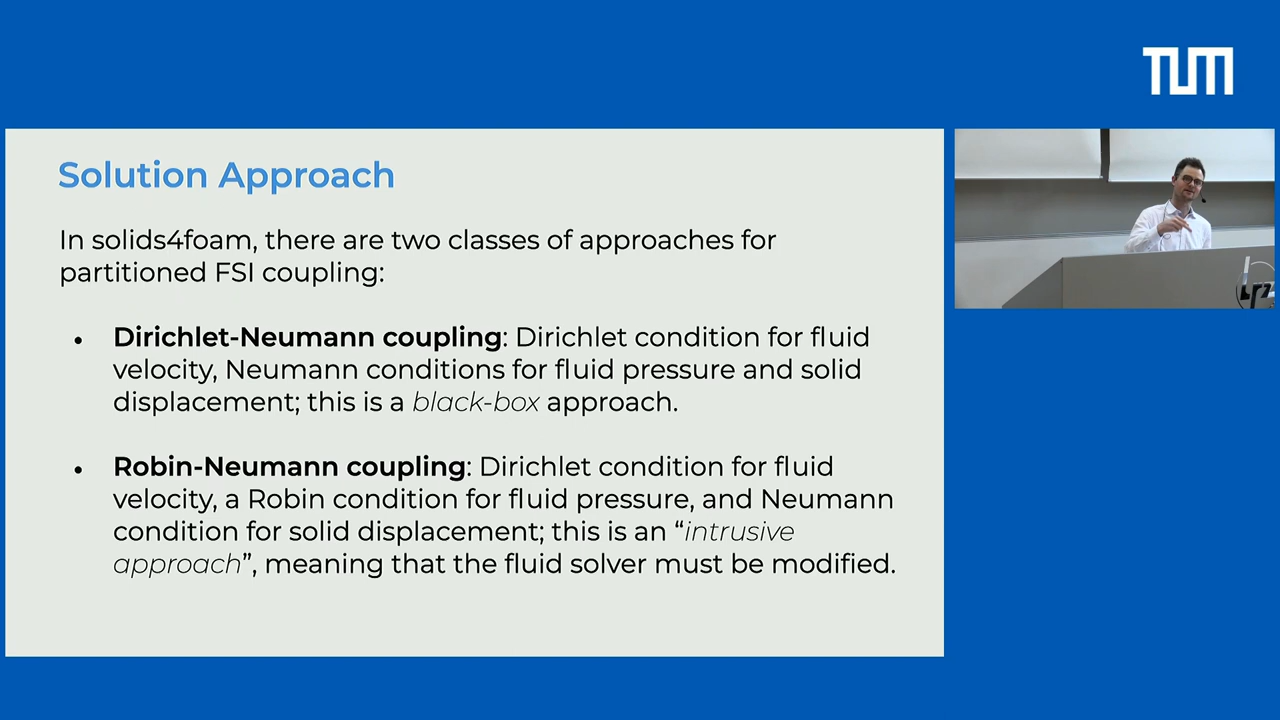 TUM
Solution Approach
In solids4foam, there are two classes of approaches for
partitioned FSI coupling:
• Dirichlet-Neumann coupling: Dirichlet condition for fluid
velocity, Neumann conditions for fluid pressure and solid
displacement; this is a black-box approach.
• Robin-Neumann coupling: Dirichlet condition for fluid
velocity, a Robin condition for fluid pressure, and Neumann
condition for solid displacement; this is an “intrusive
approach”, meaning that the fluid solver must be modified.